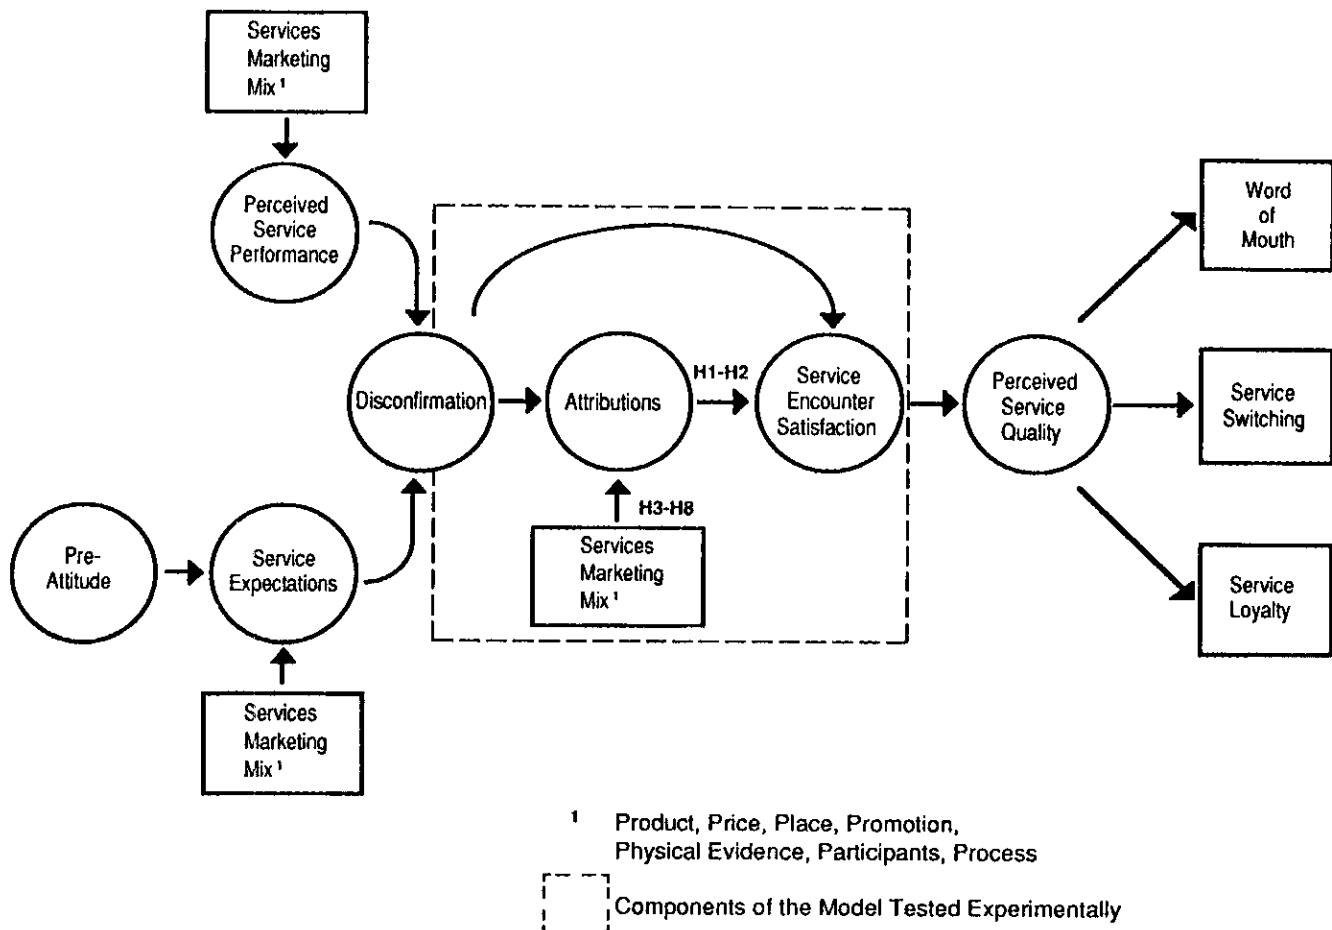 Services
Marketing
Mix ¹
Perceived
Service
Performance
Word
of
Mouth
Disconfirmation
Attributions
H1-H2
Service
Encounter
Satisfaction
Perceived
Service
Quality
Service
Switching
H3-H8
Services
Marketing
Mix ¹
Pre-
Attitude
Service
Expectations
Service
Loyalty
Services
Marketing
Mix ¹
¹ Product, Price, Place, Promotion,
Physical Evidence, Participants, Process
Components of the Model Tested Experimentally